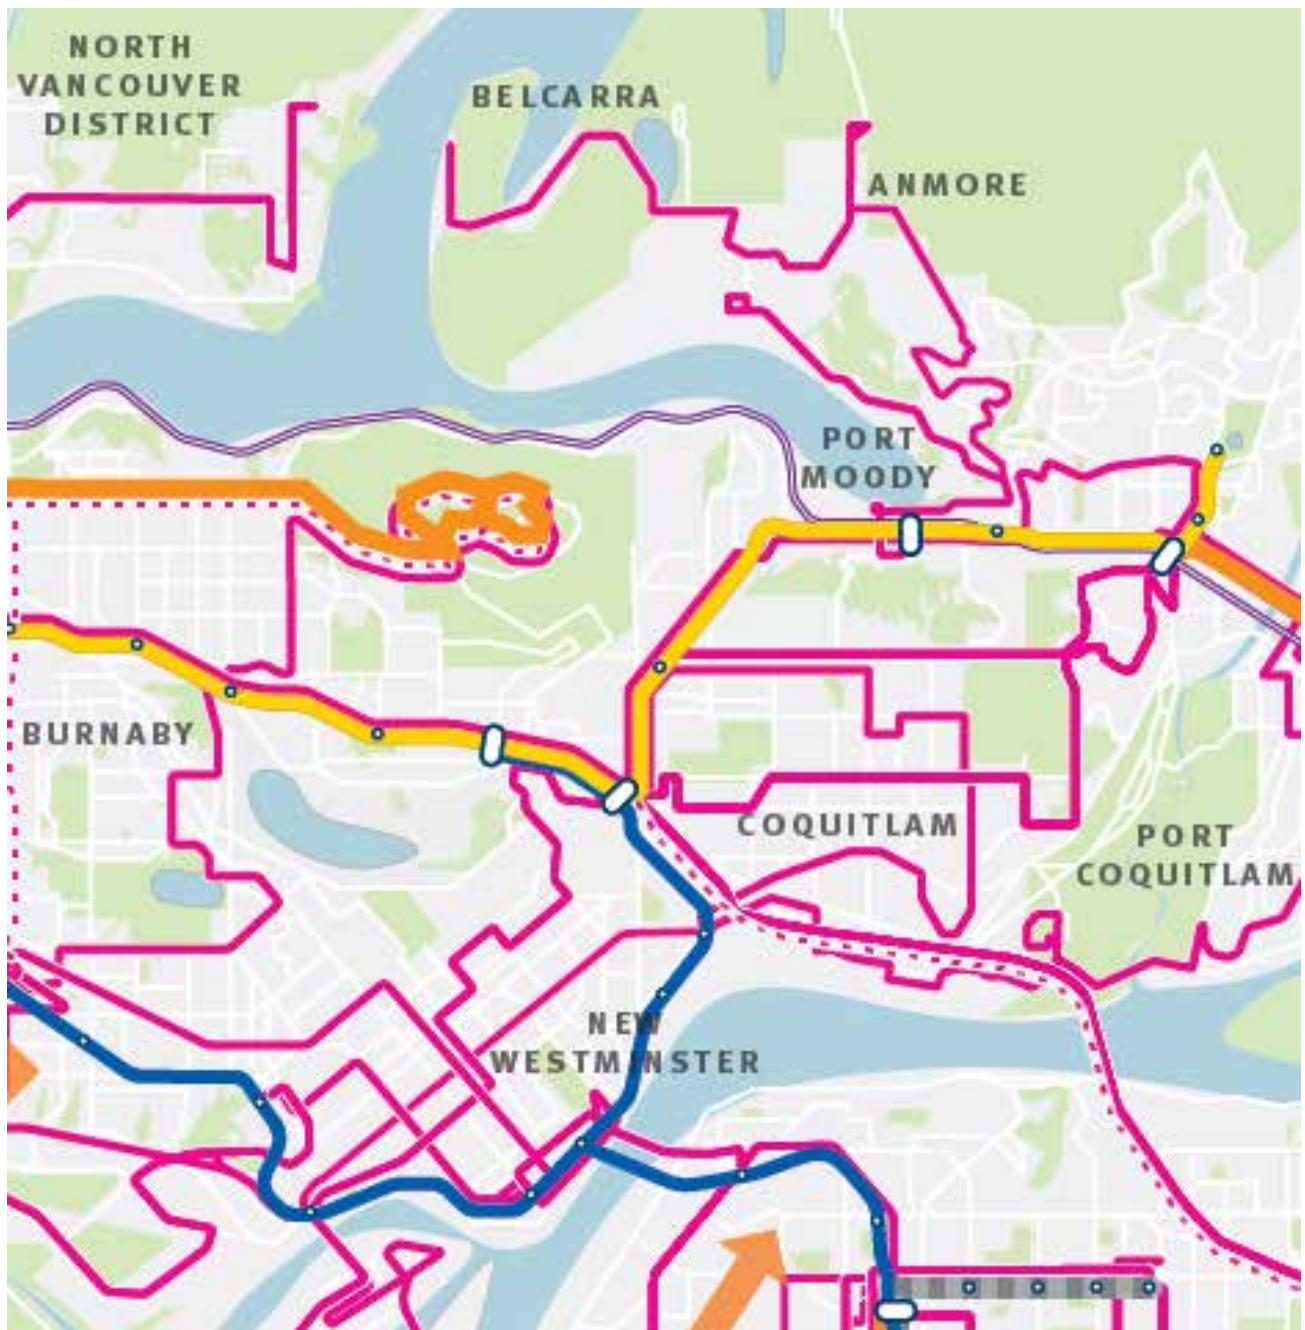 NORTH
VANCOUVER
DISTRICT
BELCARRA
ANMORE
PORT
MOODY
BURNABY
COQUITLAM
PORT
COQUITLAM
NEW
WESTMINSTER